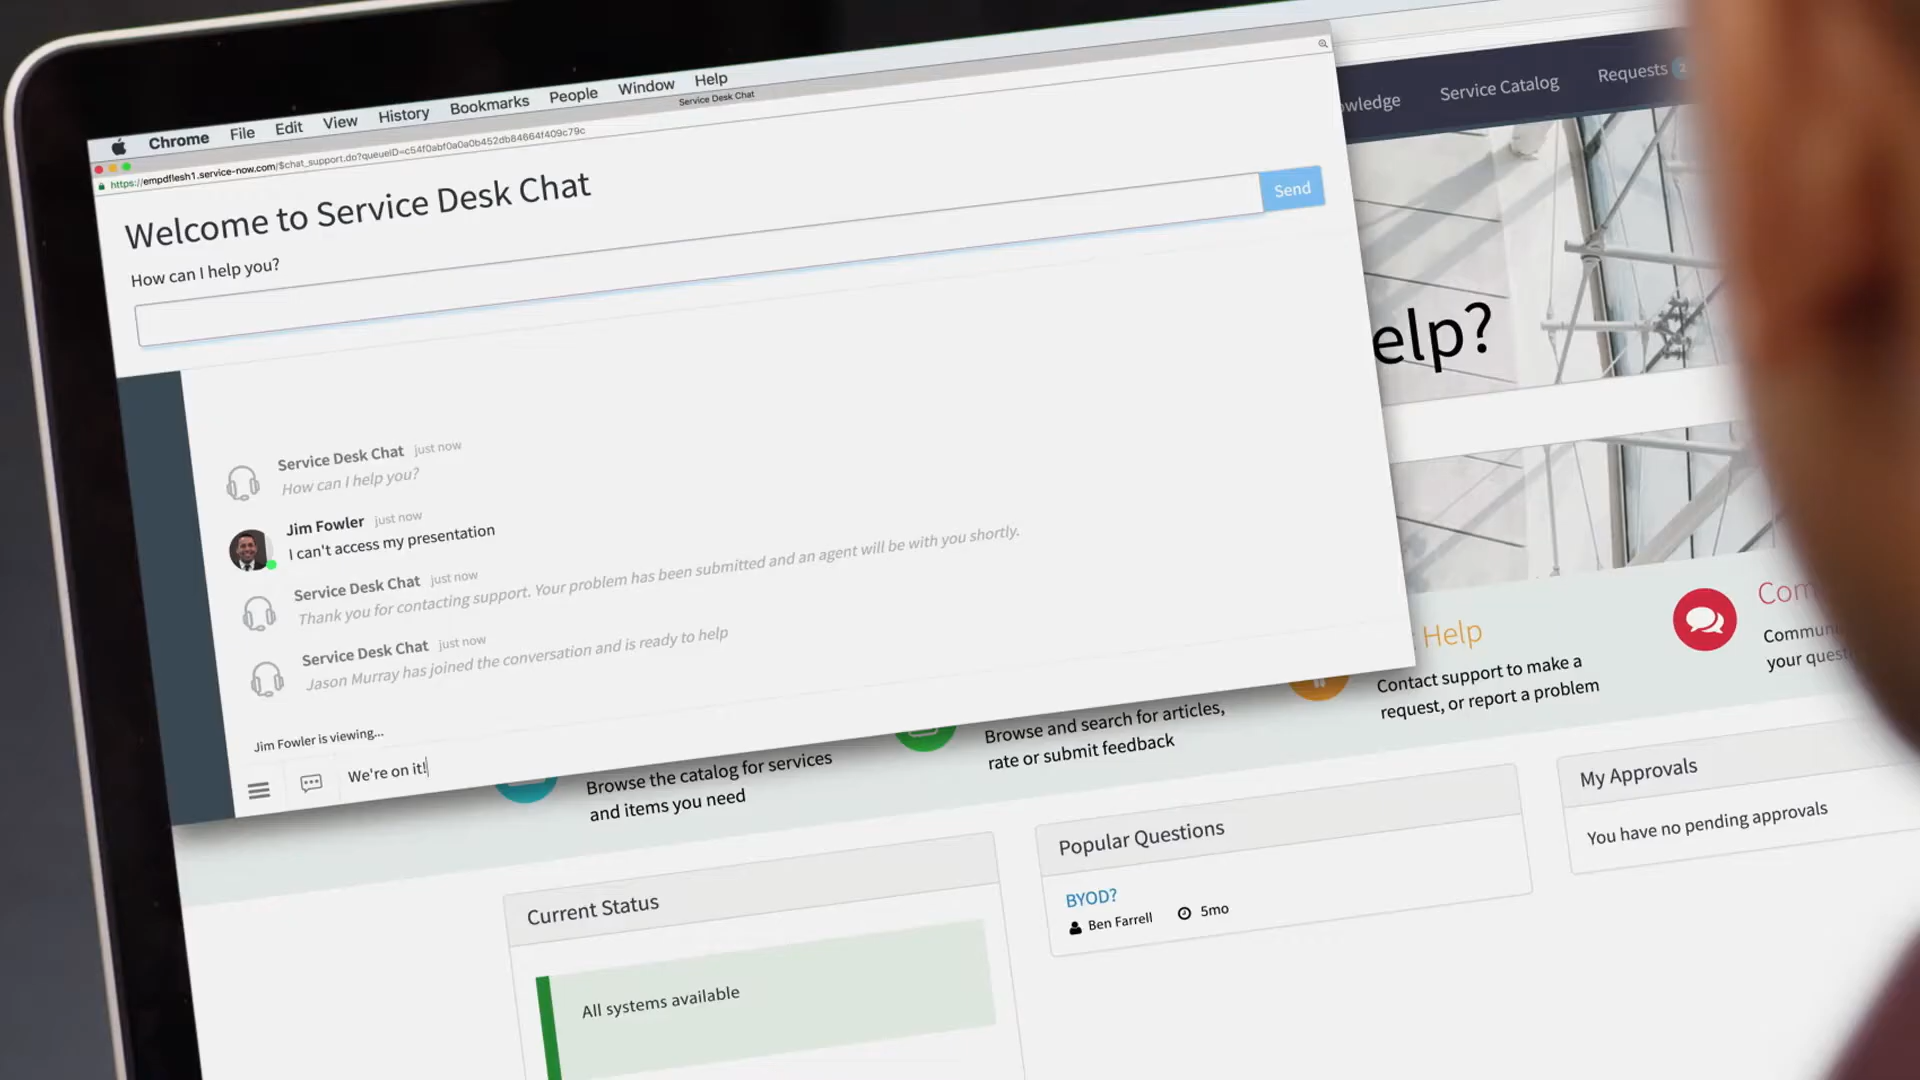 Chrome File Edit View History Bookmarks People Window Help
Service Desk Chat
https://empdflesh1.service-now.com/$chat_support.do?queueID=c54f0abf0a0a0b452db84664f409c79c
Welcome to Service Desk Chat
How can I help you?
Send
Service Desk Chat just now
How can I help you?
Jim Fowler just now
I can't access my presentation
Service Desk Chat just now
Thank you for contacting support. Your problem has been submitted and an agent will be with you shortly.
Service Desk Chat just now
Jason Murray has joined the conversation and is ready to help
Jim Fowler is viewing...
We're on it!
Service Catalog Requests 2
elp?
Browse the catalog for services
and items you need
Browse and search for articles,
rate or submit feedback
Help
Contact support to make a
request, or report a problem
Com
Commun
your quest
Current Status
All systems available
Popular Questions
BYOD?
Ben Farrell 5mo
My Approvals
You have no pending approvals